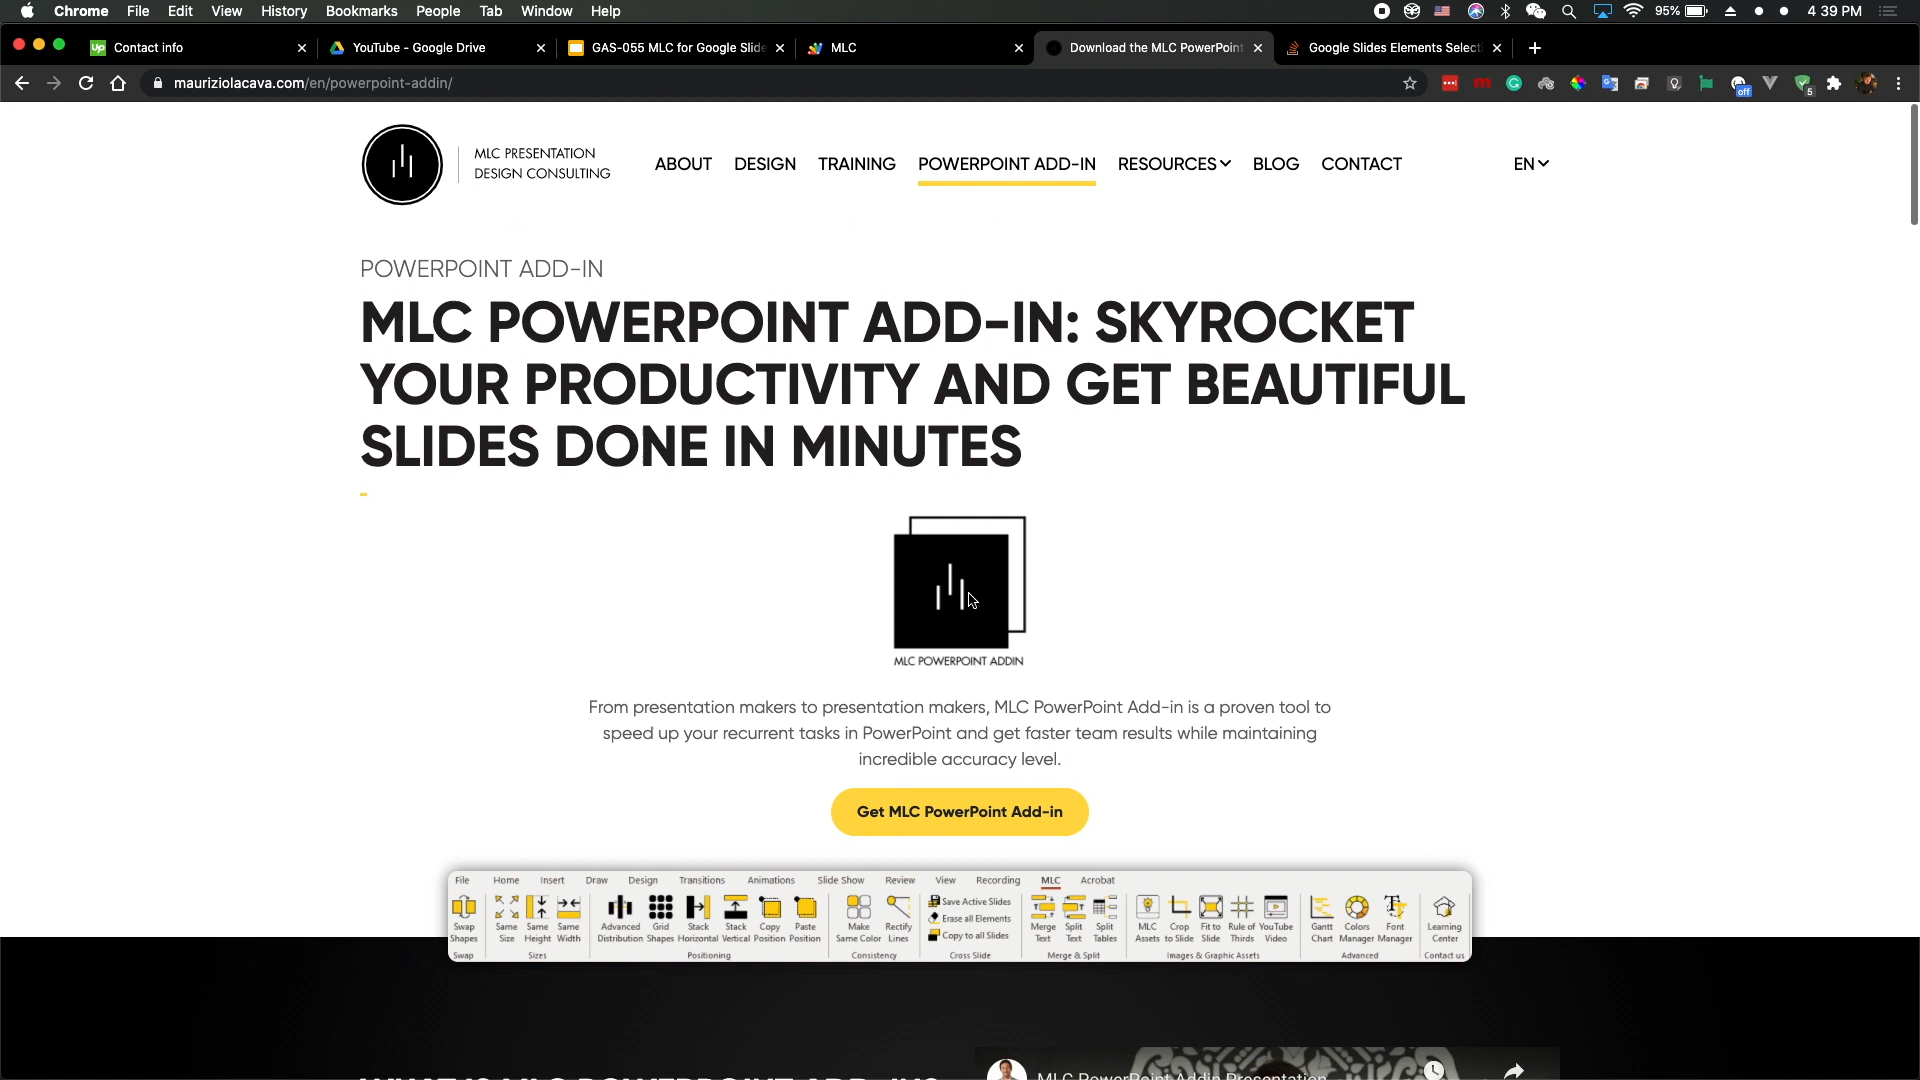 Chrome File Edit View History Bookmarks People Tab Window Help 95% 4 39 PM
Up Contact info YouTube - Google Drive GAS-055 MLC for Google Slide MLC Download the MLC PowerPoint Google Slides Elements Selecti
mauriziolacava.com/en/powerpoint-addin/ off 5
MLC PRESENTATION
DESIGN CONSULTING
ABOUT DESIGN TRAINING POWERPOINT ADD-IN RESOURCES BLOG CONTACT EN
POWERPOINT ADD-IN
MLC POWERPOINT ADD-IN: SKYROCKET
YOUR PRODUCTIVITY AND GET BEAUTIFUL
SLIDES DONE IN MINUTES
MLC POWERPOINT ADDIN
From presentation makers to presentation makers, MLC PowerPoint Add-in is a proven tool to
speed up your recurrent tasks in PowerPoint and get faster team results while maintaining
incredible accuracy level.
Get MLC PowerPoint Add-in
File Home Insert Draw Design Transitions Animations Slide Show Review View Recording MLC Acrobat
Swap Shapes
Same Size
Same Height
Same Width
Advanced Distribution
Grid Shapes
Stack Horizontal
Stack Vertical
Copy Position
Paste Position
Make Same Color
Rectify Lines
Save Active Slides
Erase all Elements
Copy to all Slides
Merge Text
Split Text
Split Tables
MLC Assets
Crop to Slide
Fit to Slide
Rule of Thirds
YouTube Video
Gantt Chart
Colors Manager
Font Manager
Learning Center
Swap Sizes Positioning Consistency Cross Slide Merge & Split Images & Graphic Assets Advanced Contact us
MLC PowerPoint Addin Presentation